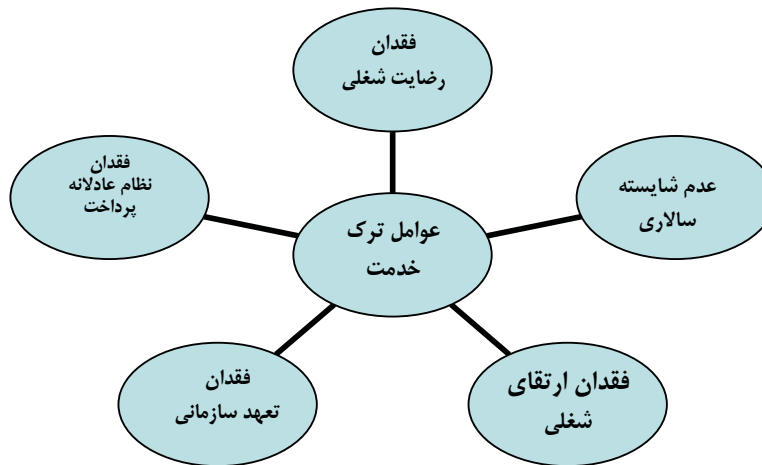 فقدان
رضایت شغلی
عدم شایسته
سالاری
فقدان
نظام عادلانه
پرداخت
عوامل ترک
خدمت
فقدان ارتقای
شغلی
فقدان
تعهد سازمانی